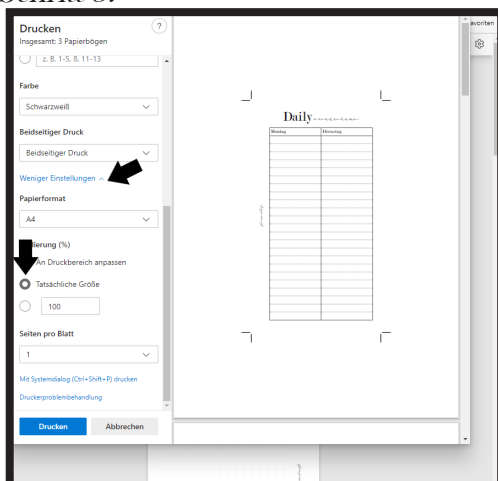 Drucken
?
Insgesamt: 3 Papierbögen
z. B. 1-5, 8, 11-13
Farbe
Schwarzweiß
Beidseitiger Druck
Beidseitiger Druck
Weniger Einstellungen
Papierformat
A4
ierung (%)
An Druckbereich anpassen
Tatsächliche Größe
100
Seiten pro Blatt
1
Mit Systemdialog (Ctrl+Shift+P) drucken
Druckerproblembehandlung
Drucken Abbrechen
Daily
Montag Dienstag
avoriten